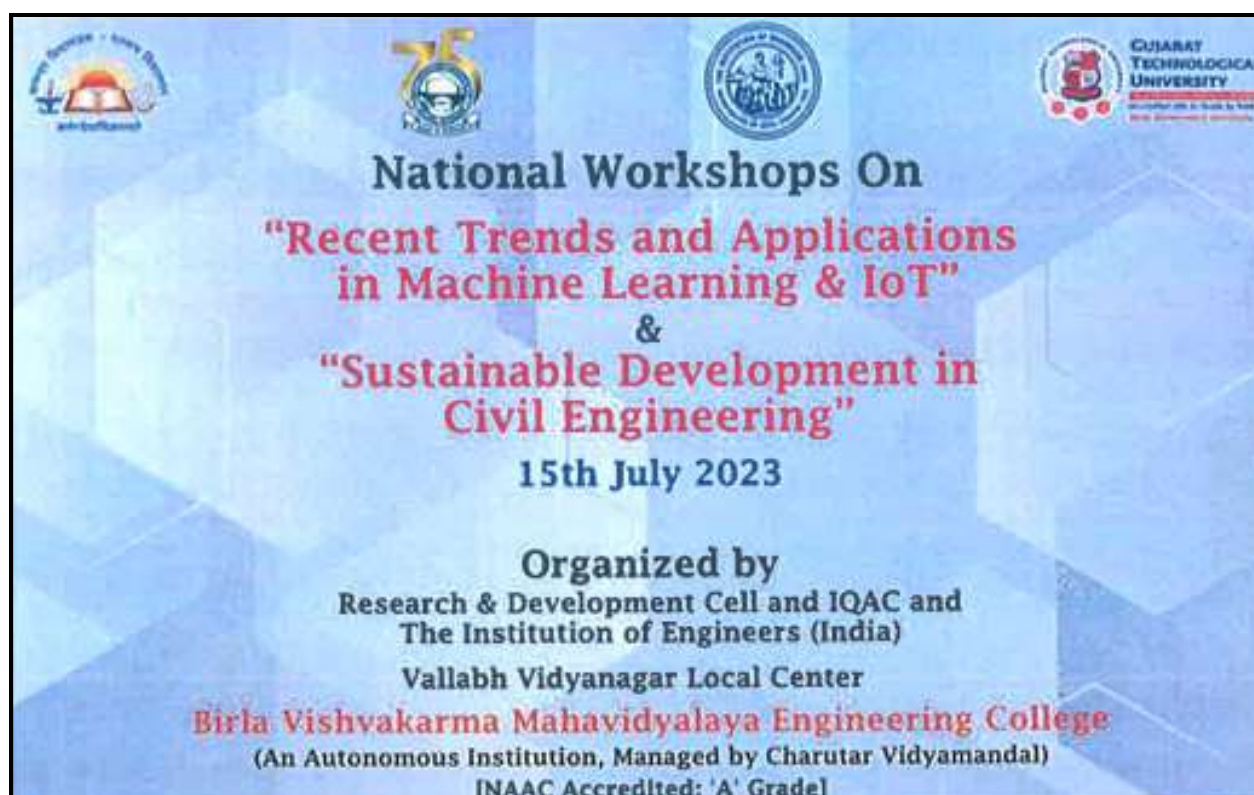 75
GUJARAT
TECHNOLOGICA
UNIVERSITY
National Workshops On
“Recent Trends and Applications
in Machine Learning & IoT”
&
“Sustainable Development in
Civil Engineering”
15th July 2023
Organized by
Research & Development Cell and IQAC and
The Institution of Engineers (India)
Vallabh Vidyanagar Local Center
Birla Vishvakarma Mahavidyalaya Engineering College
(An Autonomous Institution, Managed by Charutar Vidyamandal)
[NAAC Accredited: 'A' Grade]